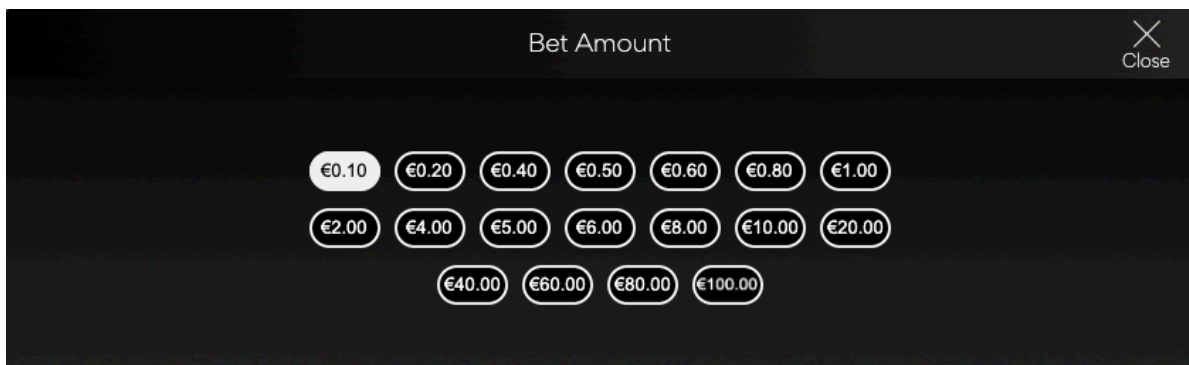 Bet Amount
Close
€0.10 €0.20 €0.40 €0.50 €0.60 €0.80 €1.00
€2.00 €4.00 €5.00 €6.00 €8.00 €10.00 €20.00
€40.00 €60.00 €80.00 €100.00